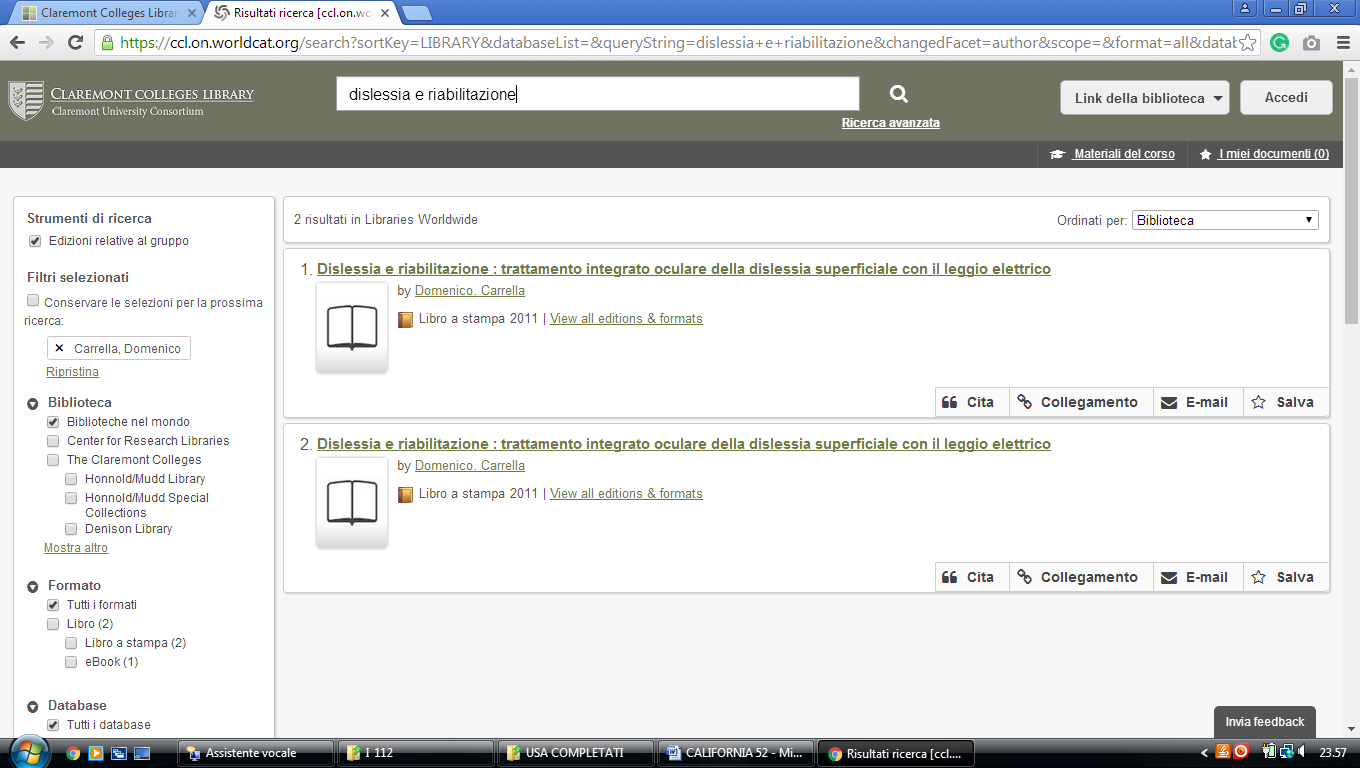 Claremont Colleges Librar
Risultati ricerca [ccl.on.wo
https://ccl.on.worldcat.org/search?sortKey=LIBRARY&databaseList=&queryString=dislessia+e+riabilitazione&changedFacet=author&scope=&format=all&datab
CLAREMONT COLLEGES LIBRARY
Claremont University Consortium
dislessia e riabilitazione
Ricerca avanzata
Link della biblioteca
Accedi
Materiali del corso
I miei documenti (0)
Strumenti di ricerca
Edizioni relative al gruppo
Filtri selezionati
Conservare le selezioni per la prossima
ricerca:
Carrella, Domenico
Ripristina
Biblioteca
Biblioteche nel mondo
Center for Research Libraries
The Claremont Colleges
Honnold/Mudd Library
Honnold/Mudd Special
Collections
Denison Library
Mostra altro
Formato
Tutti i formati
Libro (2)
Libro a stampa (2)
eBook (1)
Database
Tutti i database
2 risultati in Libraries Worldwide
Ordinati per: Biblioteca
1. Dislessia e riabilitazione : trattamento integrato oculare della dislessia superficiale con il leggio elettrico
by Domenico. Carrella
Libro a stampa 2011 | View all editions & formats
Cita Collegamento E-mail Salva
2. Dislessia e riabilitazione : trattamento integrato oculare della dislessia superficiale con il leggio elettrico
by Domenico. Carrella
Libro a stampa 2011 | View all editions & formats
Cita Collegamento E-mail Salva
Invia feedback
Assistente vocale
I 112
USA COMPLETATI
CALIFORNIA 52 - Mi...
Risultati ricerca [ccl....
23.57